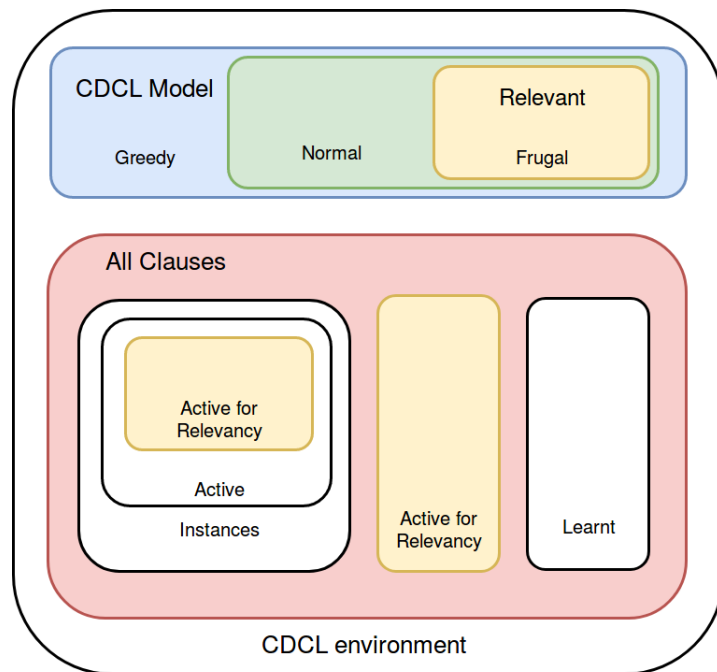 CDCL Model
Relevant
Greedy
Normal
Frugal
All Clauses
Active for
Relevancy
Active
Instances
Active for
Relevancy
Learnt
CDCL environment